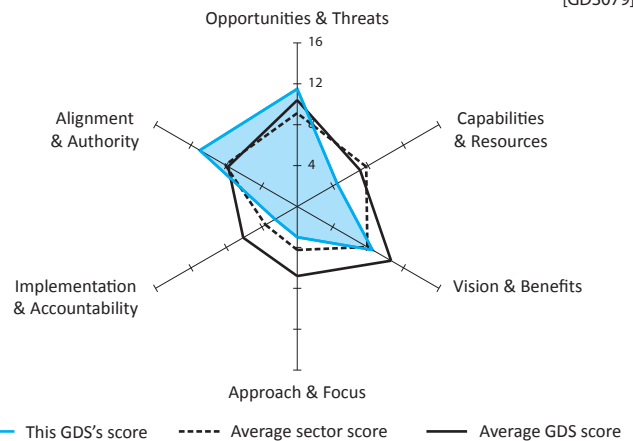 [GDS079]
Opportunities & Threats
16
12
Alignment
& Authority
Capabilities
& Resources
4
Implementation
& Accountability
Vision & Benefits
Approach & Focus
This GDS's score
Average sector score
Average GDS score